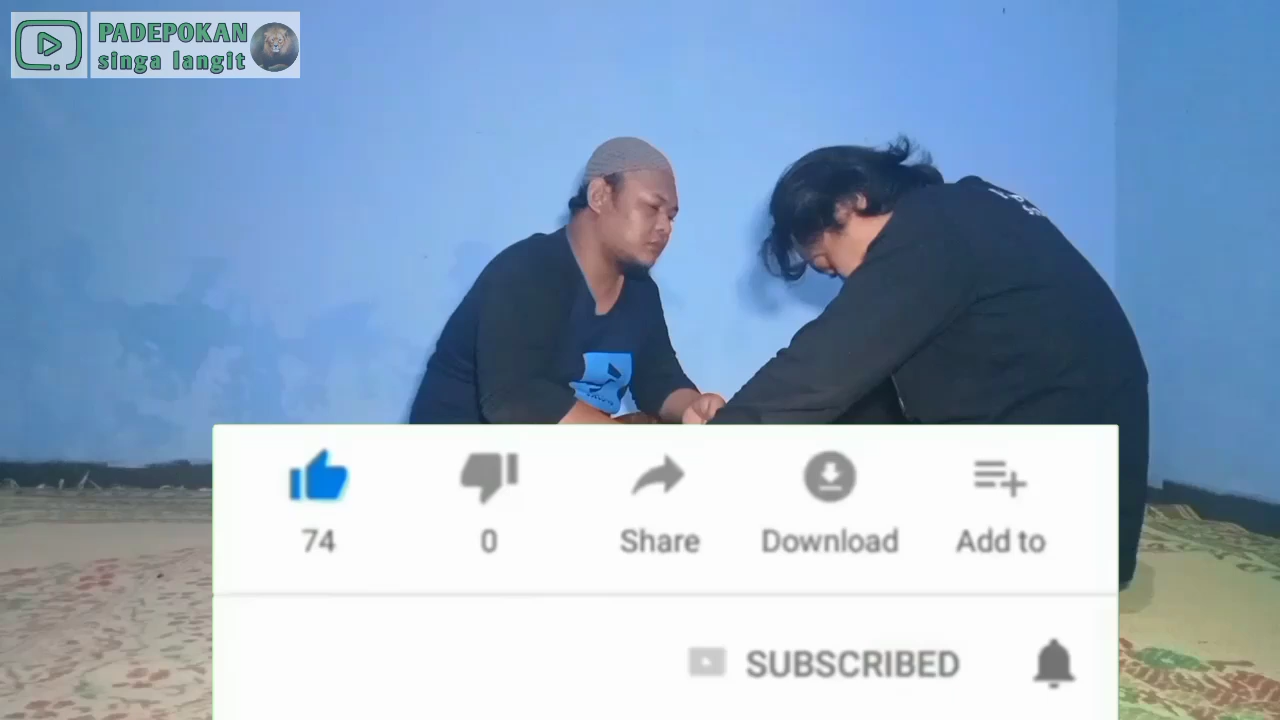 PADEPOKAN
singa langit
74
0
Share
Download
Add to
SUBSCRIBED